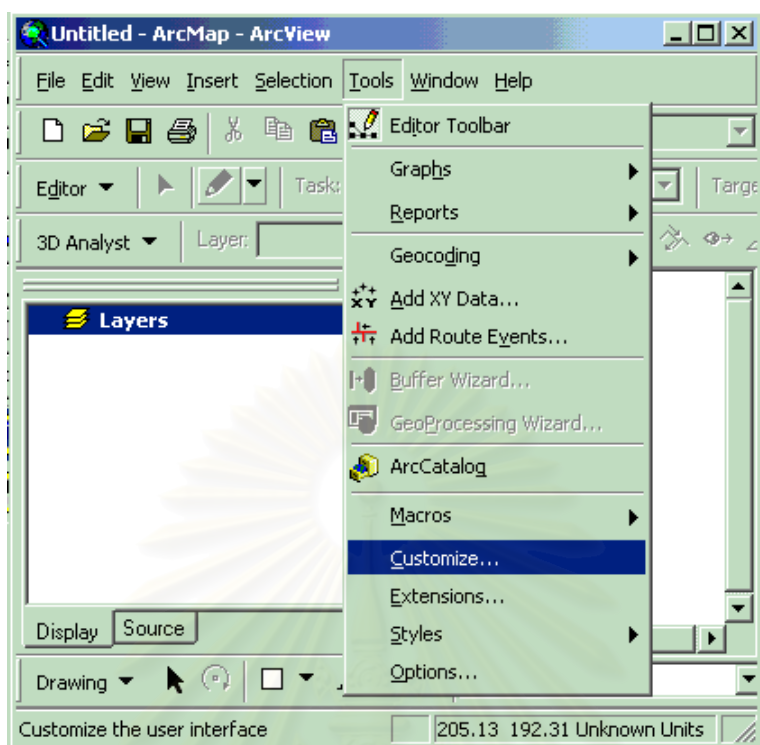 Untitled - ArcMap - ArcView
File Edit View Insert Selection Tools Window Help
Editor Toolbar
Graphs
Editor Task:
Targe
Reports
3D Analyst Layer:
Geocoding
Add XY Data...
Layers
Add Route Events...
Buffer Wizard...
GeoProcessing Wizard...
ArcCatalog
Macros
Customize...
Extensions...
Display Source
Styles
Drawing
Options...
Customize the user interface
205.13 192.31 Unknown Units